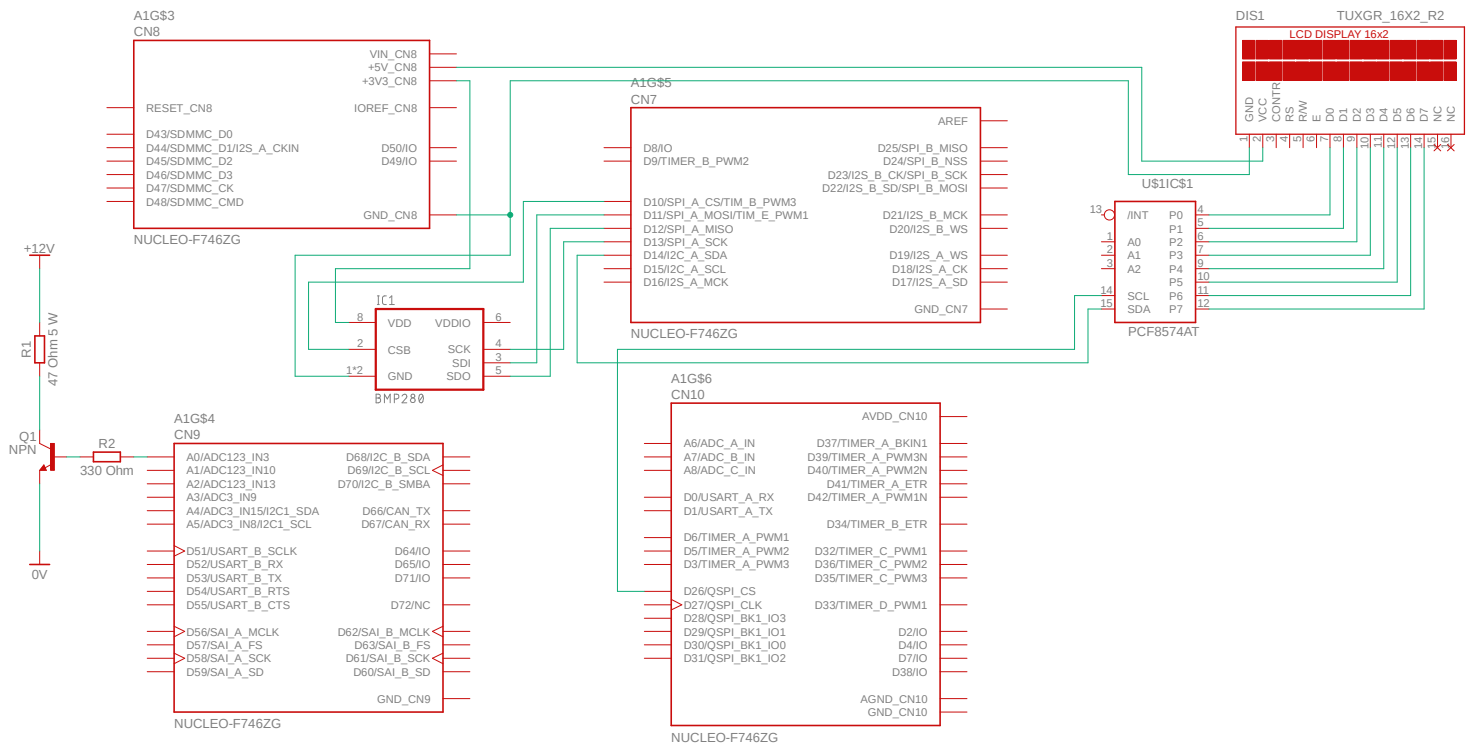 A1G$3
CN8
VIN_CN8
+5V_CN8
+3V3_CN8
RESET_CN8
IOREF_CN8
D43/SDMMC_D0
D44/SDMMC_D1/I2S_A_CKIN
D50/IO
D45/SDMMC_D2
D49/IO
D46/SDMMC_D3
D47/SDMMC_CK
D48/SDMMC_CMD
GND_CN8
NUCLEO-F746ZG
A1G$5
CN7
AREF
D8/IO
D25/SPI_B_MISO
D9/TIMER_B_PWM2
D24/SPI_B_NSS
D23/I2S_B_CK/SPI_B_SCK
D22/I2S_B_SD/SPI_B_MOSI
D10/SPI_A_CS/TIM_B_PWM3
D11/SPI_A_MOSI/TIM_E_PWM1
D21/I2S_B_MCK
D12/SPI_A_MISO
D20/I2S_B_WS
D13/SPI_A_SCK
D14/I2C_A_SDA
D19/I2S_A_WS
D15/I2C_A_SCL
D18/I2S_A_CK
D16/I2S_A_MCK
D17/I2S_A_SD
GND_CN7
NUCLEO-F746ZG
DIS1
TUXGR_16X2_R2
LCD DISPLAY 16x2
GND
VCC
CONTR
RS
R/W
E
D0
D1
D2
D3
D4
D5
D6
D7
NC
NC
1
2
3
4
5
6
7
8
9
10
11
12
13
14
15
16
U$1IC$1
13
/INT
P0
4
P1
5
1
A0
P2
6
2
A1
P3
7
3
A2
P4
9
P5
10
14
SCL
P6
11
15
SDA
P7
12
PCF8574AT
+12V
R1
47 Ohm 5 W
Q1
NPN
R2
330 Ohm
0V
IC1
8
VDD
VDDIO
6
2
CSB
SCK
4
SDI
3
1*2
GND
SDO
5
BMP280
A1G$4
CN9
A0/ADC123_IN3
D68/I2C_B_SDA
A1/ADC123_IN10
D69/I2C_B_SCL
A2/ADC123_IN13
D70/I2C_B_SMBA
A3/ADC3_IN9
A4/ADC3_IN15/I2C1_SDA
D66/CAN_TX
A5/ADC3_IN8/I2C1_SCL
D67/CAN_RX
D51/USART_B_SCLK
D64/IO
D52/USART_B_RX
D65/IO
D53/USART_B_TX
D71/IO
D54/USART_B_RTS
D55/USART_B_CTS
D72/NC
D56/SAI_A_MCLK
D62/SAI_B_MCLK
D57/SAI_A_FS
D63/SAI_B_FS
D58/SAI_A_SCK
D61/SAI_B_SCK
D59/SAI_A_SD
D60/SAI_B_SD
GND_CN9
NUCLEO-F746ZG
A1G$6
CN10
AVDD_CN10
A6/ADC_A_IN
D37/TIMER_A_BKIN1
A7/ADC_B_IN
D39/TIMER_A_PWM3N
A8/ADC_C_IN
D40/TIMER_A_PWM2N
D41/TIMER_A_ETR
D0/USART_A_RX
D42/TIMER_A_PWM1N
D1/USART_A_TX
D34/TIMER_B_ETR
D6/TIMER_A_PWM1
D5/TIMER_A_PWM2
D32/TIMER_C_PWM1
D3/TIMER_A_PWM3
D36/TIMER_C_PWM2
D35/TIMER_C_PWM3
D26/QSPI_CS
D27/QSPI_CLK
D33/TIMER_D_PWM1
D28/QSPI_BK1_IO3
D29/QSPI_BK1_IO1
D2/IO
D30/QSPI_BK1_IO0
D4/IO
D31/QSPI_BK1_IO2
D7/IO
D38/IO
AGND_CN10
GND_CN10
NUCLEO-F746ZG